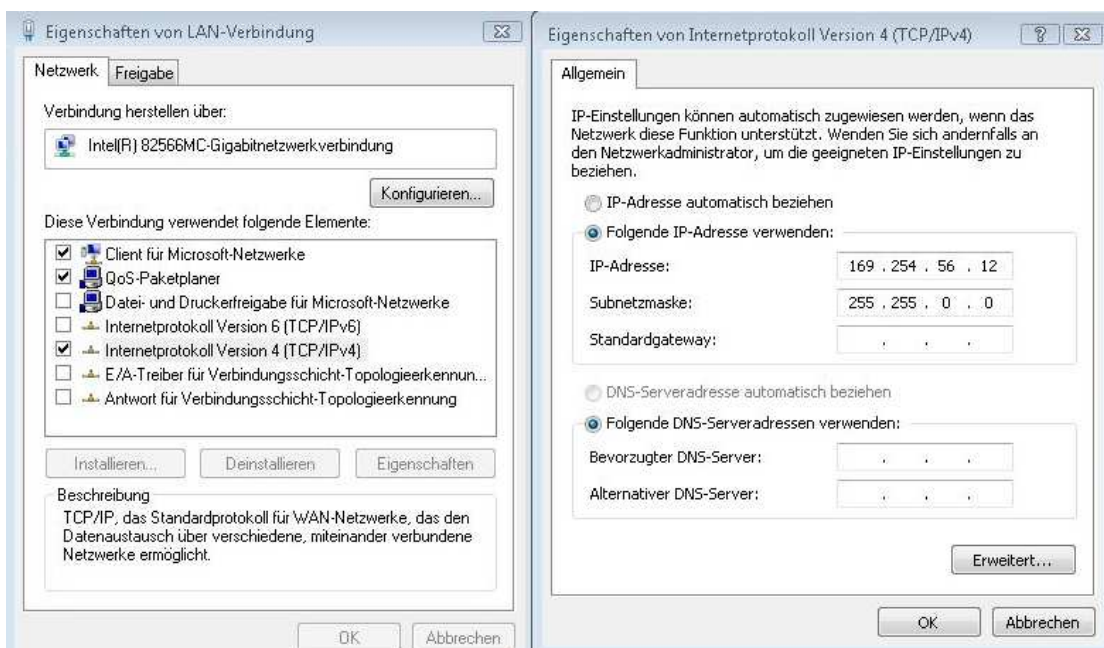 Eigenschaften von LAN-Verbindung
Netzwerk
Freigabe
Verbindung herstellen über:
Intel(R) 82566MC-Gigabitnetzwerkverbindung
Konfigurieren...
Diese Verbindung verwendet folgende Elemente:
Client für Microsoft-Netzwerke
QoS-Paketplaner
Datei- und Druckerfreigabe für Microsoft-Netzwerke
Internetprotokoll Version 6 (TCP/IPv6)
Internetprotokoll Version 4 (TCP/IPv4)
E/A-Treiber für Verbindungsschicht-Topologieerkennun...
Antwort für Verbindungsschicht-Topologieerkennung
Installieren...
Deinstallieren
Eigenschaften
Beschreibung
TCP/IP, das Standardprotokoll für WAN-Netzwerke, das den
Datenaustausch über verschiedene, miteinander verbundene
Netzwerke ermöglicht.
OK
Abbrechen
Eigenschaften von Internetprotokoll Version 4 (TCP/IPv4)
Allgemein
IP-Einstellungen können automatisch zugewiesen werden, wenn das
Netzwerk diese Funktion unterstützt. Wenden Sie sich andernfalls an
den Netzwerkadministrator, um die geeigneten IP-Einstellungen zu
beziehen.
IP-Adresse automatisch beziehen
Folgende IP-Adresse verwenden:
IP-Adresse: 169 . 254 . 56 . 12
Subnetzmaske: 255 . 255 . 0 . 0
Standardgateway: . . .
DNS-Serveradresse automatisch beziehen
Folgende DNS-Serveradressen verwenden:
Bevorzugter DNS-Server: . . .
Alternativer DNS-Server: . . .
Erweitert...
OK
Abbrechen